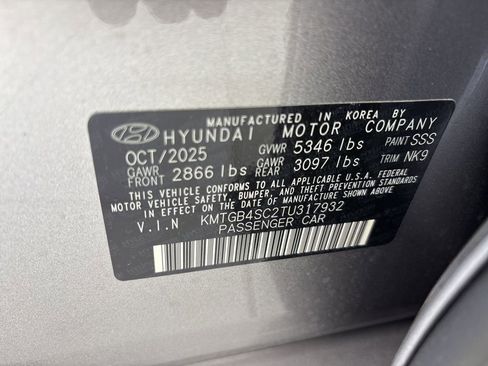 MANUFACTURED IN KOREA BY
HYUNDAI MOTOR COMPANY
OCT/2025 GVWR 5346 lbs PAINT SSS
GAWR FRONT 2866 lbs GAWR REAR 3097 lbs TRIM NK9
THIS VEHICLE CONFORMS TO ALL APPLICABLE U.S.A. FEDERAL
MOTOR VEHICLE SAFETY, BUMPER, AND THEFT PREVENTION STANDARDS
IN EFFECT ON THE DATE OF MANUFACTURE SHOWN ABOVE.
V.I.N KMTGB4SC2TU317932
PASSENGER CAR